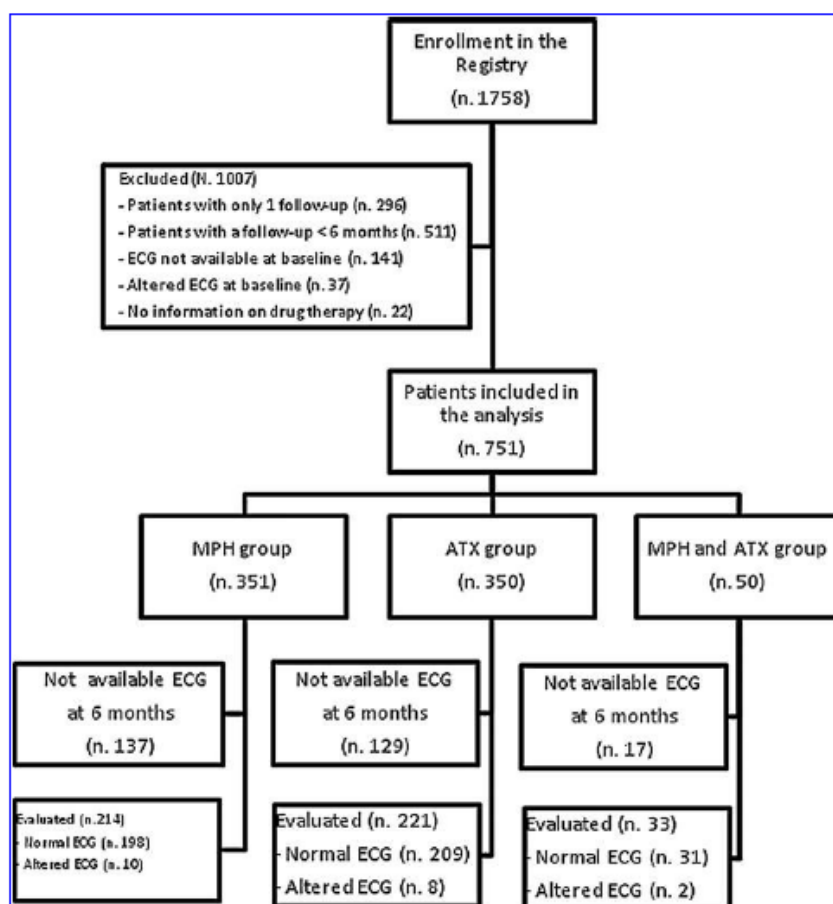 Enrollment in the
Registry
(n. 1758)
Excluded (N. 1007)
- Patients with only 1 follow-up (n. 296)
- Patients with a follow-up < 6 months (n. 511)
- ECG not available at baseline (n. 141)
- Altered ECG at baseline (n. 37)
- No information on drug therapy (n. 22)
Patients included in
the analysis
(n. 751)
MPH group
(n. 351)
ATX group
(n. 350)
MPH and ATX group
(n. 50)
Not available ECG
at 6 months
(n. 137)
Not available ECG
at 6 months
(n. 129)
Not available ECG
at 6 months
(n. 17)
Evaluated (n.214)
- Normal ECG (n. 198)
- Altered ECG (n. 10)
Evaluated (n. 221)
- Normal ECG (n. 209)
- Altered ECG (n. 8)
Evaluated (n. 33)
- Normal ECG (n. 31)
- Altered ECG (n. 2)